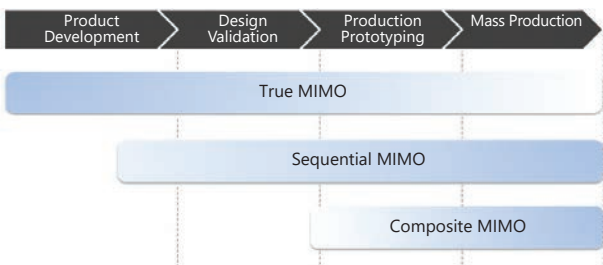 Product
Development
Design
Validation
Production
Prototyping
Mass Production
True MIMO
Sequential MIMO
Composite MIMO